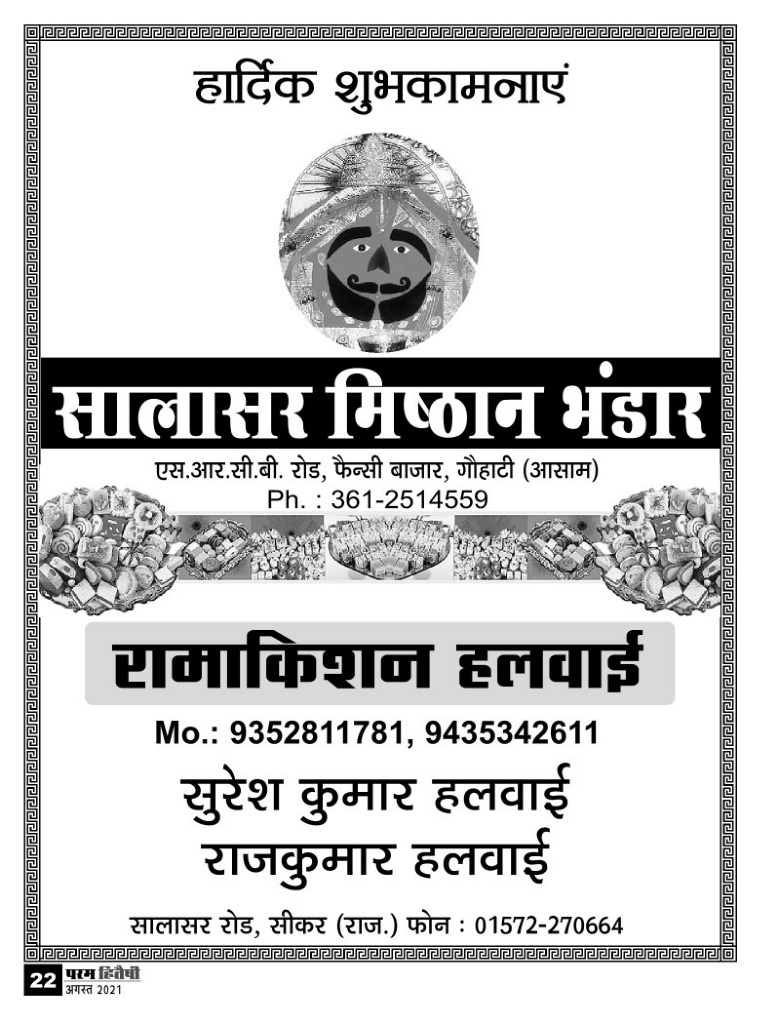 हार्दिक शुभकामनाएं
सालासर मिष्ठान भंडार
एस.आर.सी.बी. रोड, फैन्सी बाजार, गौहाटी (आसाम)
Ph. : 361-2514559
रामाकिशन हलवाई
Mo.: 9352811781, 9435342611
सुरेश कुमार हलवाई
राजकुमार हलवाई
सालासर रोड, सीकर (राज.) फोन : 01572-270664
22 परम हितैषी
अगस्त 2021